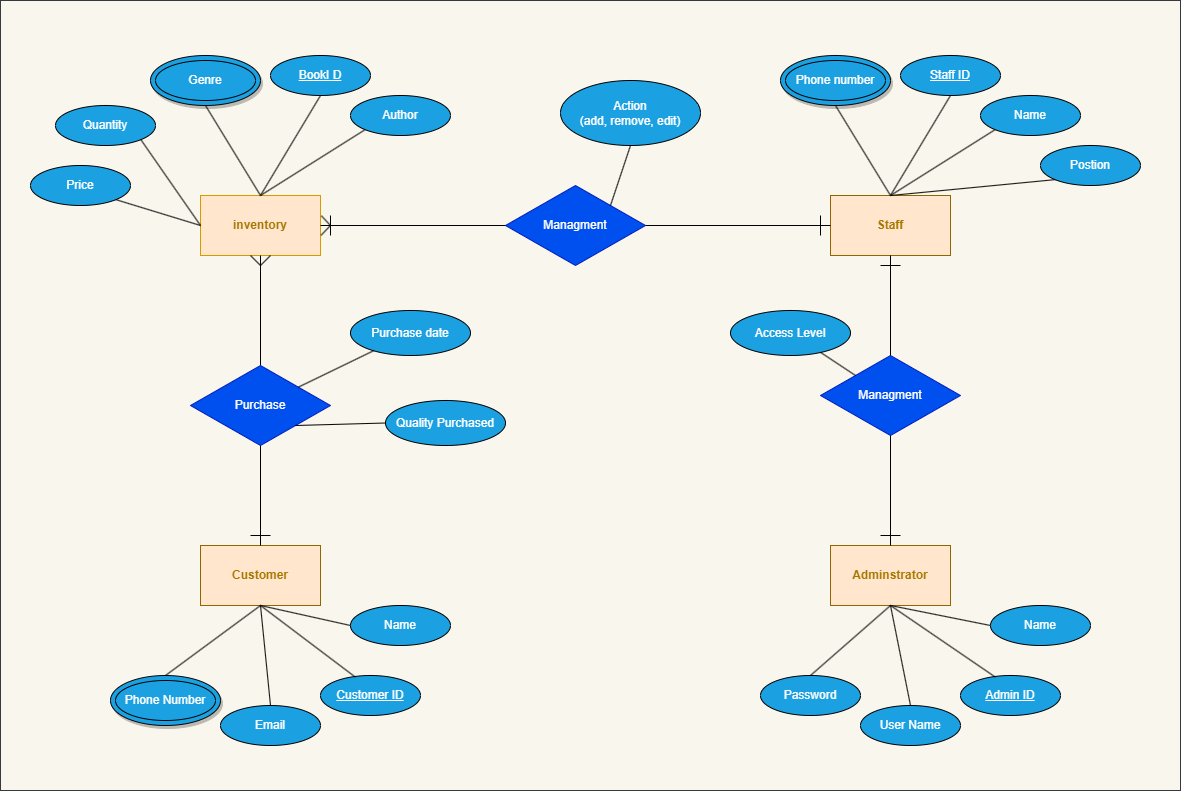 Genre
BookI D
Author
Quantity
Price
inventory
Action
(add, remove, edit)
Managment
Phone number
Staff ID
Name
Postion
Staff
Purchase date
Purchase
Quality Purchased
Access Level
Managment
Customer
Name
Customer ID
Email
Phone Number
Adminstrator
Name
Admin ID
User Name
Password